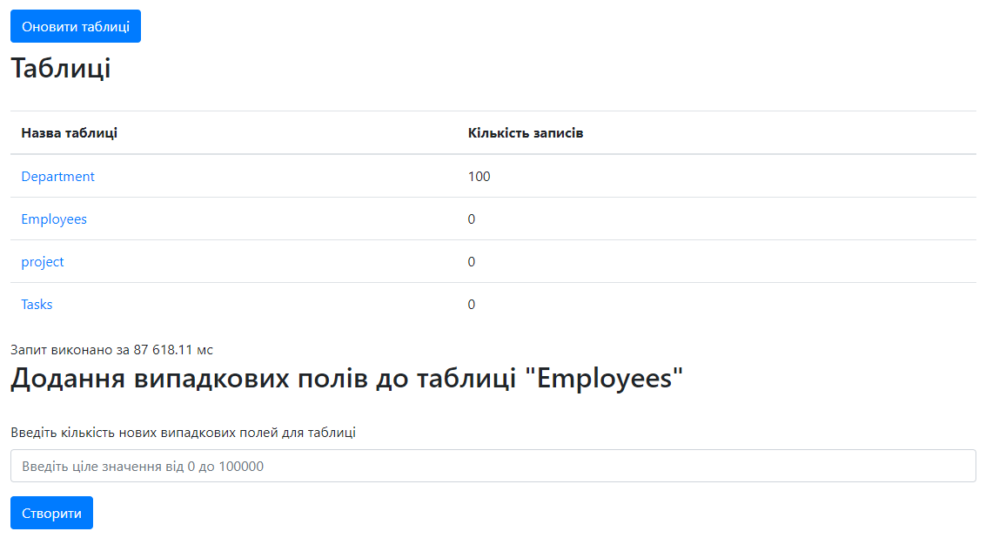 Оновити таблиці
Таблиці
Назва таблиці Кількість записів
Department 100
Employees 0
project 0
Tasks 0
Запит виконано за 87 618.11 мс
Додання випадкових полів до таблиці "Employees"
Введіть кількість нових випадкових полей для таблиці
Введіть ціле значення від 0 до 100000
Створити